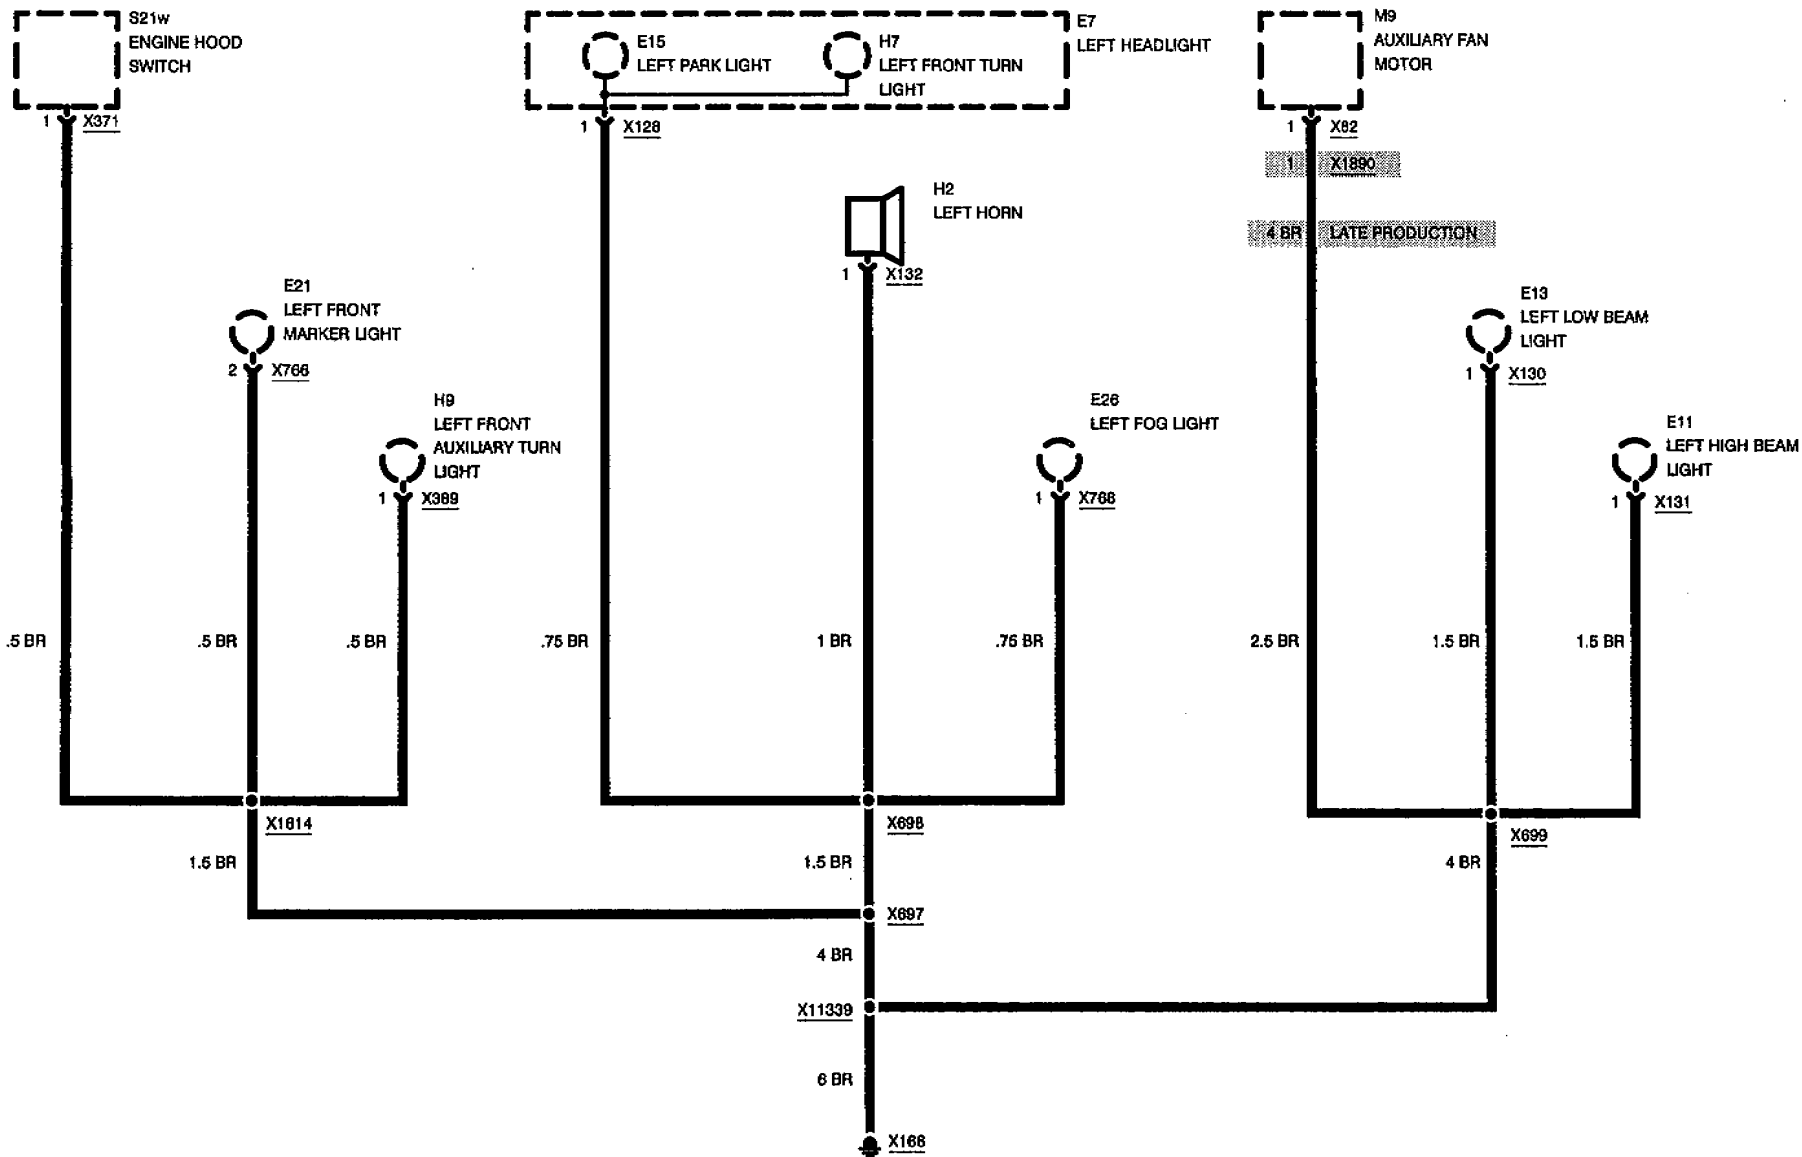 S21w
ENGINE HOOD
SWITCH
1 X371
E15
LEFT PARK LIGHT
H7
LEFT FRONT TURN
LIGHT
E7
LEFT HEADLIGHT
1 X128
M9
AUXILIARY FAN
MOTOR
1 X82
1 X1890
4 BR LATE PRODUCTION
H2
LEFT HORN
1 X132
E21
LEFT FRONT
MARKER LIGHT
2 X766
H9
LEFT FRONT
AUXILIARY TURN
LIGHT
1 X389
E26
LEFT FOG LIGHT
1 X768
E13
LEFT LOW BEAM
LIGHT
1 X130
E11
LEFT HIGH BEAM
LIGHT
1 X131
.5 BR
.5 BR
.5 BR
.75 BR
1 BR
.75 BR
2.5 BR
1.5 BR
1.5 BR
X1814
X698
X699
1.5 BR
1.5 BR
4 BR
X697
4 BR
X11339
6 BR
X166